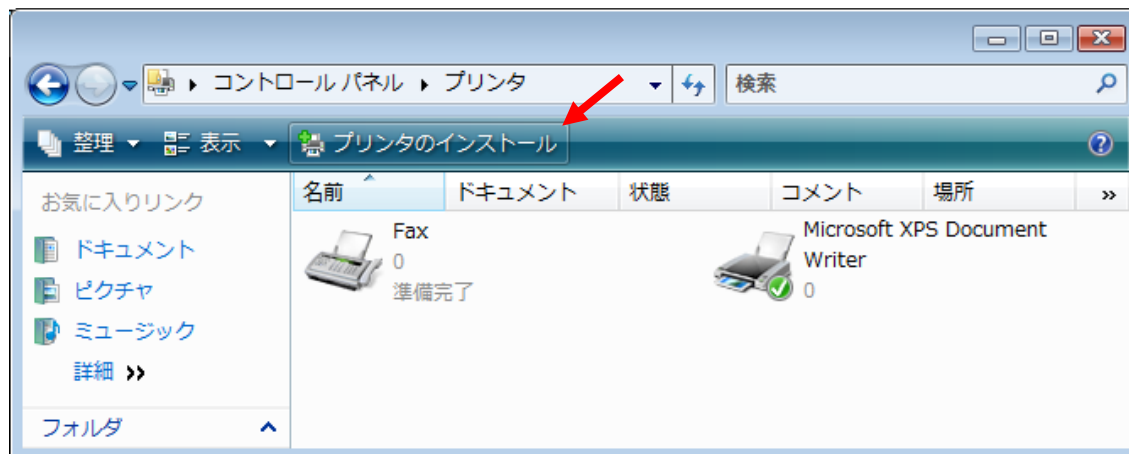 コントロール パネル ▸ プリンタ
検索
整理 表示 プリンタのインストール
お気に入りリンク
ドキュメント
ピクチャ
ミュージック
詳細 »
フォルダ
名前 ドキュメント 状態 コメント 場所 »
Fax
0
準備完了
Microsoft XPS Document
Writer
0